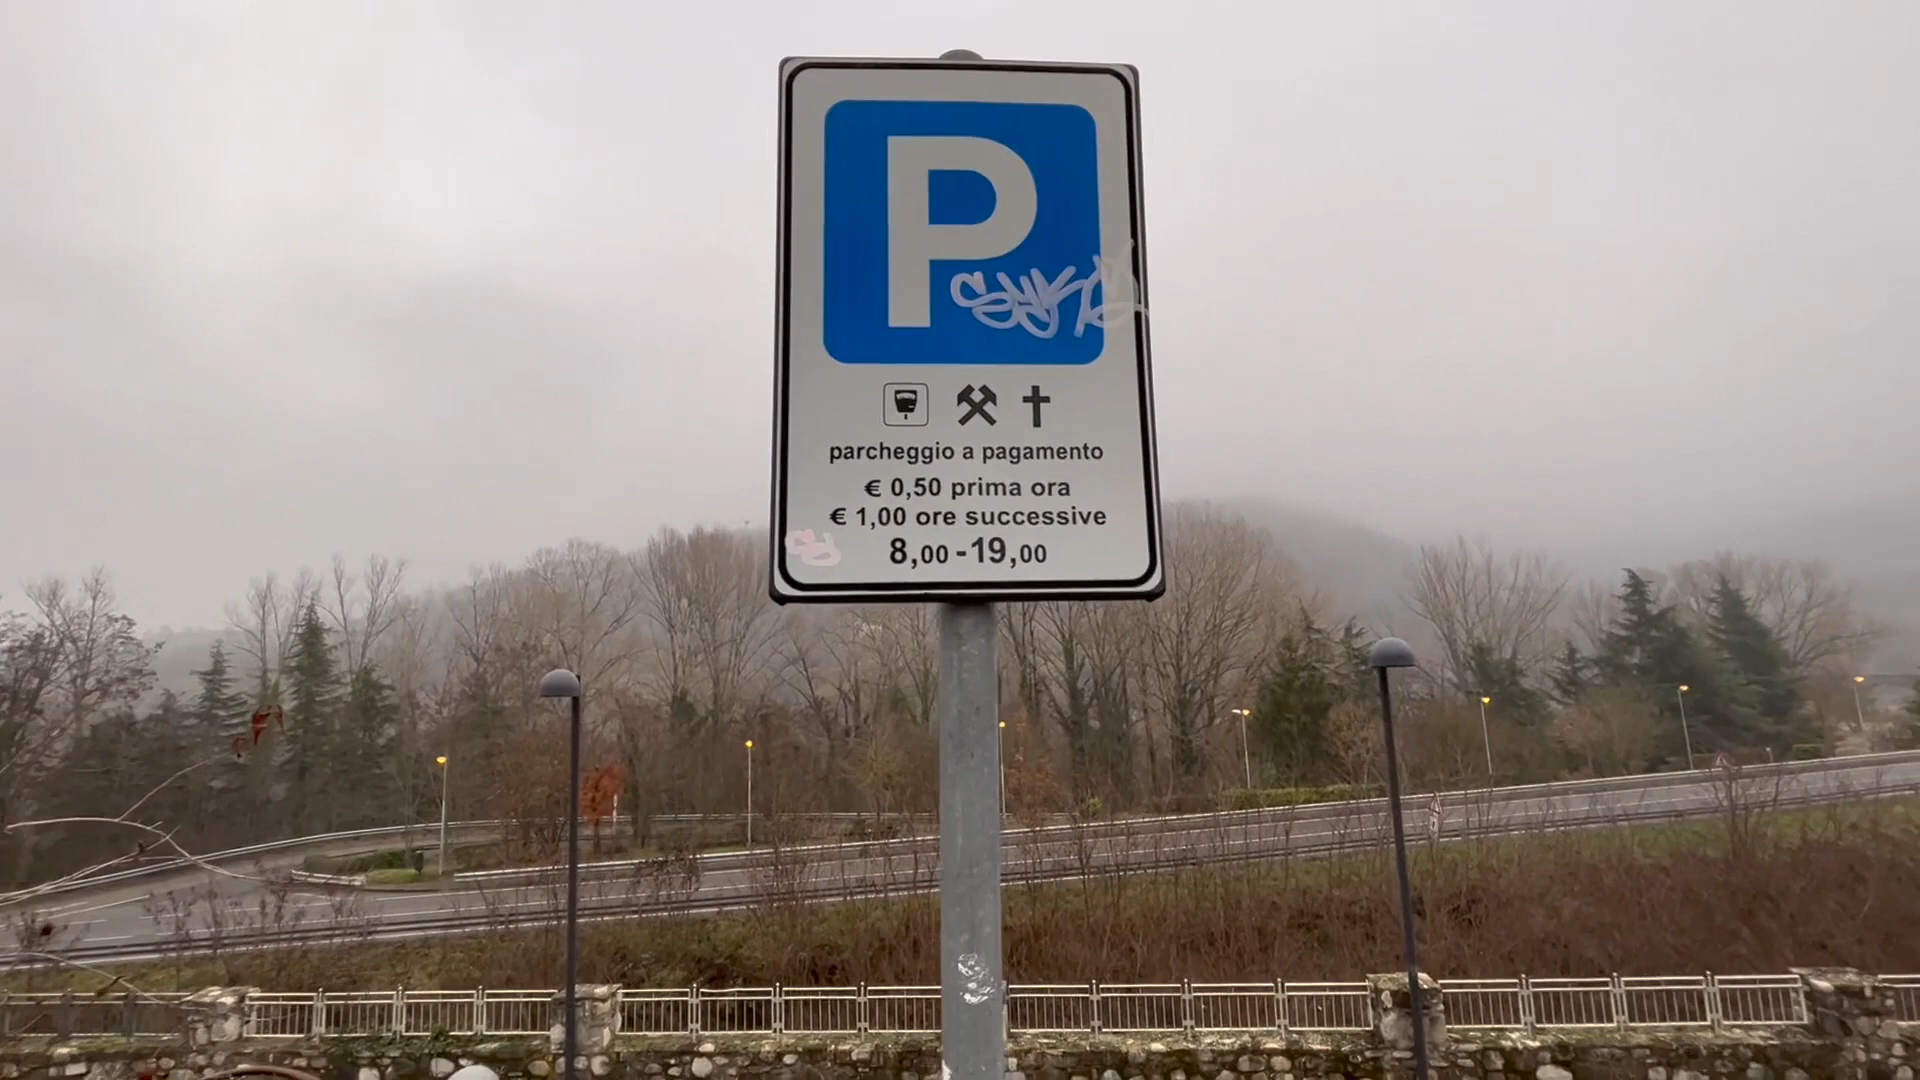 P
parcheggio a pagamento
€ 0,50 prima ora
€ 1,00 ore successive
8,00 - 19,00